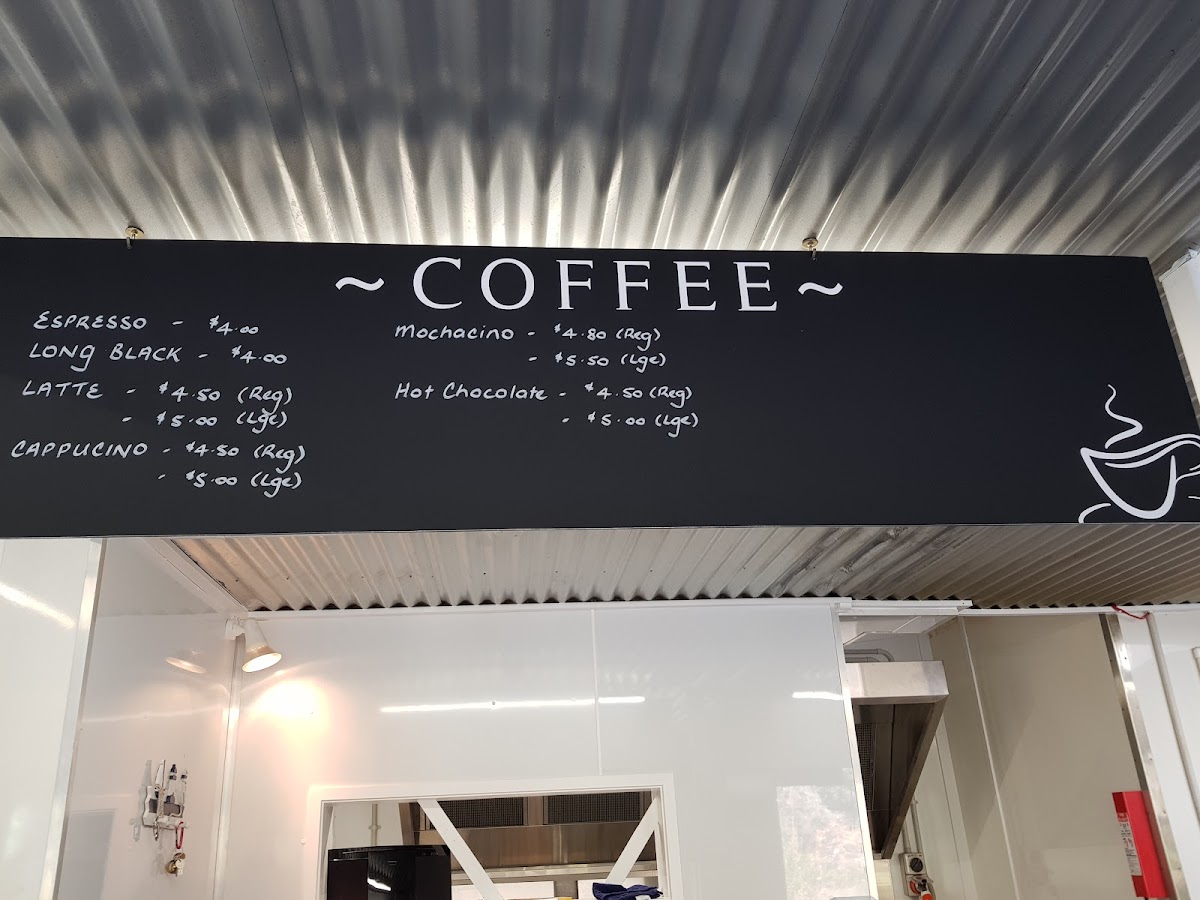 ~ COFFEE ~
ESPRESSO - $4.00
LONG BLACK - $4.00
LATTE - $4.50 (Reg)
- $5.00 (Lge)
CAPPUCINO - $4.50 (Reg)
- $5.00 (Lge)
Mochacino - $4.80 (Reg)
- $5.50 (Lge)
Hot Chocolate - $4.50 (Reg)
- $5.00 (Lge)